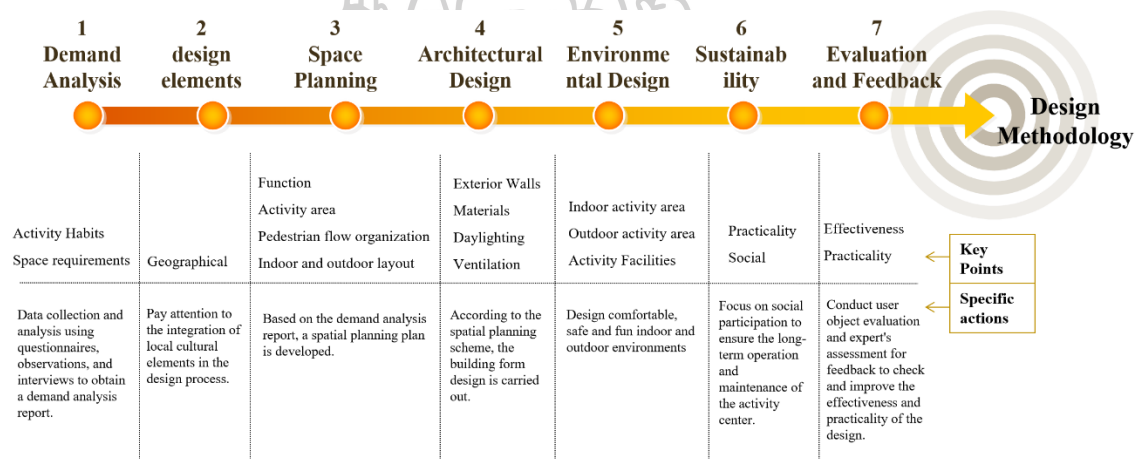 1
Demand
Analysis
2
design
elements
3
Space
Planning
4
Architectural
Design
5
Environme
ntal Design
6
Sustainab
ility
7
Evaluation
and Feedback
Design
Methodology
Activity Habits
Space requirements
Geographical
Function
Activity area
Pedestrian flow organization
Indoor and outdoor layout
Exterior Walls
Materials
Daylighting
Ventilation
Indoor activity area
Outdoor activity area
Activity Facilities
Practicality
Social
Effectiveness
Practicality
Key
Points
Data collection and
analysis using
questionnaires,
observations, and
interviews to obtain
a demand analysis
report.
Pay attention to
the integration of
local cultural
elements in the
design process.
Based on the demand analysis
report, a spatial planning plan
is developed.
According to the
spatial planning
scheme, the
building form
design is carried
out.
Design comfortable,
safe and fun indoor and
outdoor environments
Focus on social
participation to
ensure the long-
term operation
and
maintenance of
the activity
center.
Conduct user
object evaluation
and expert's
assessment for
feedback to check
and improve the
effectiveness and
practicality of the
design.
Specific
actions